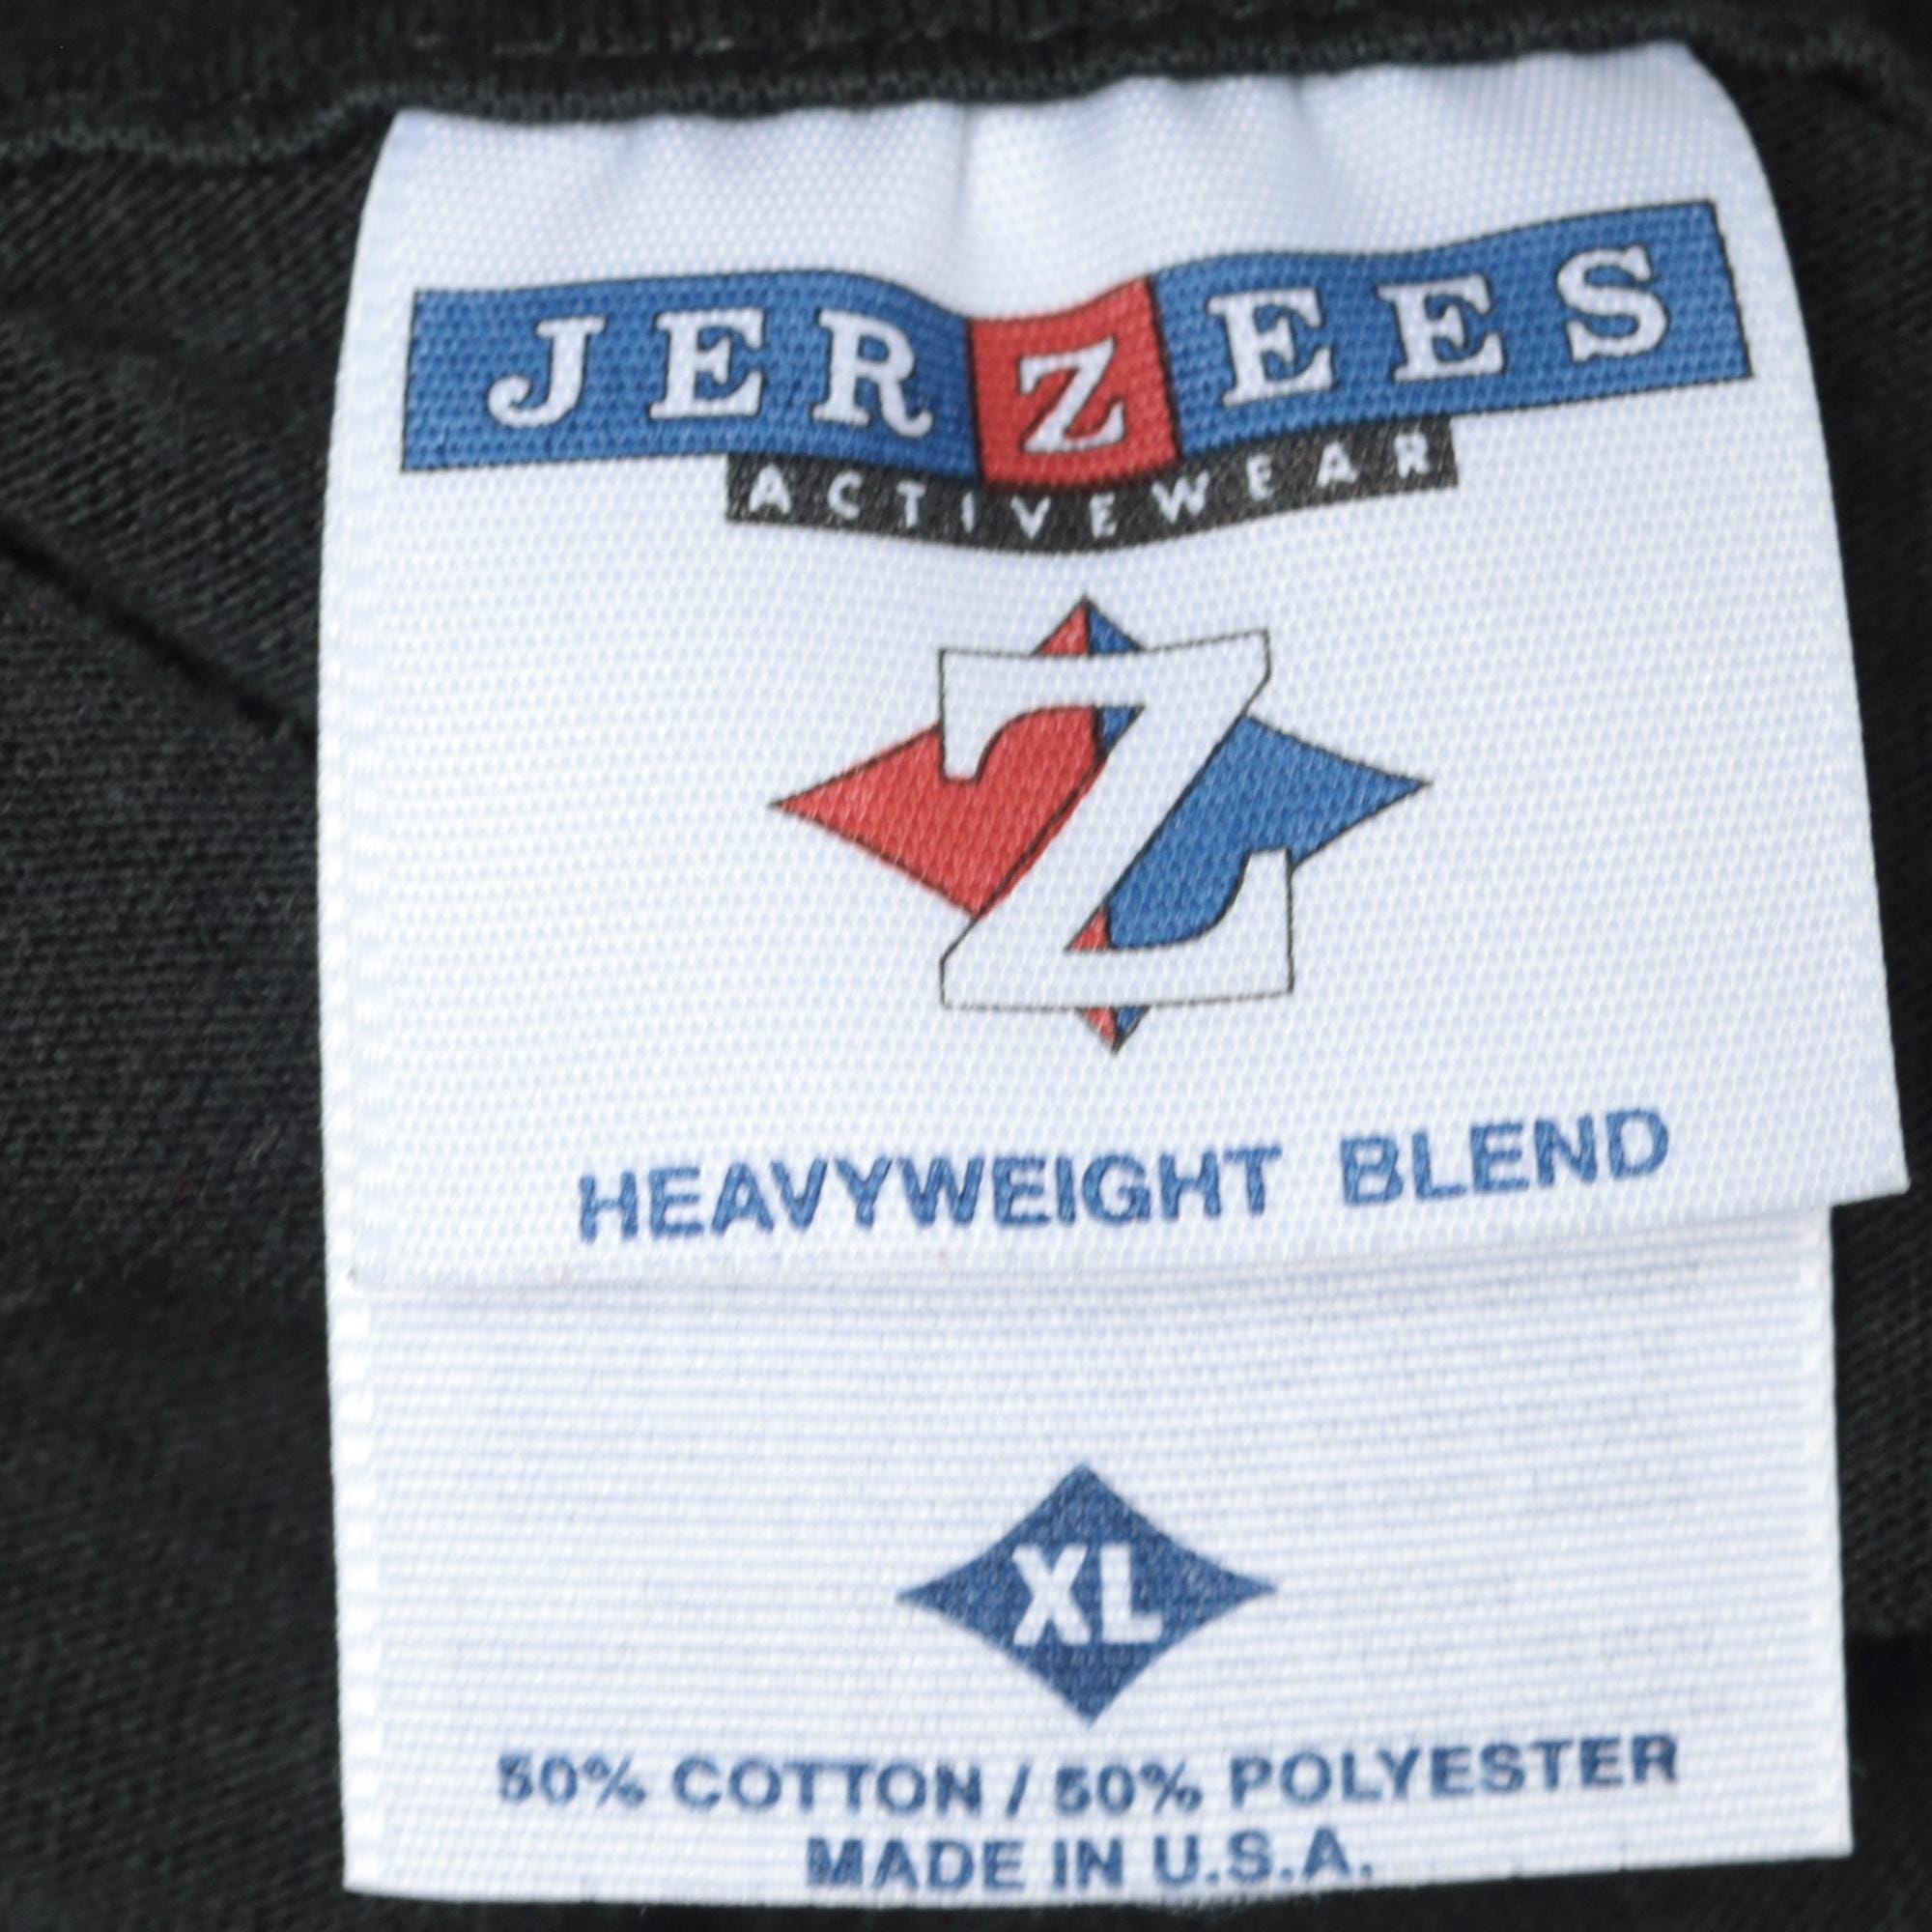 JERZEES
ACTIVEWEAR
Z
HEAVYWEIGHT BLEND
XL
50% COTTON / 50% POLYESTER
MADE IN U.S.A.